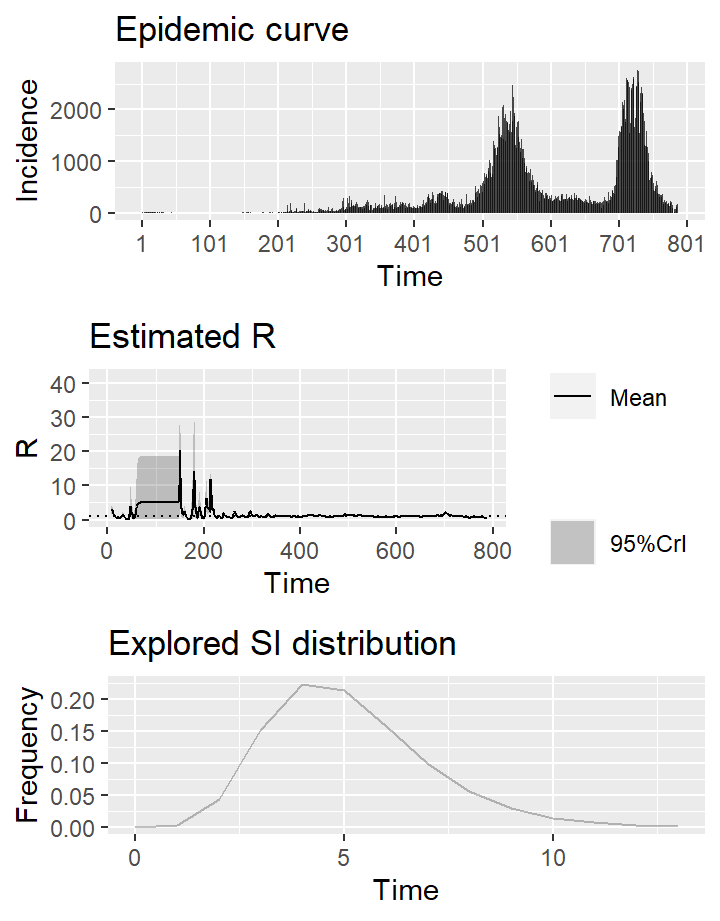 Epidemic curve
Incidence
2000
1000
0
1 101 201 301 401 501 601 701 801
Time
Estimated R
R
40
30
20
10
0
0 200 400 600 800
Time
Mean
95%CrI
Explored SI distribution
Frequency
0.20
0.15
0.10
0.05
0.00
0 5 10
Time